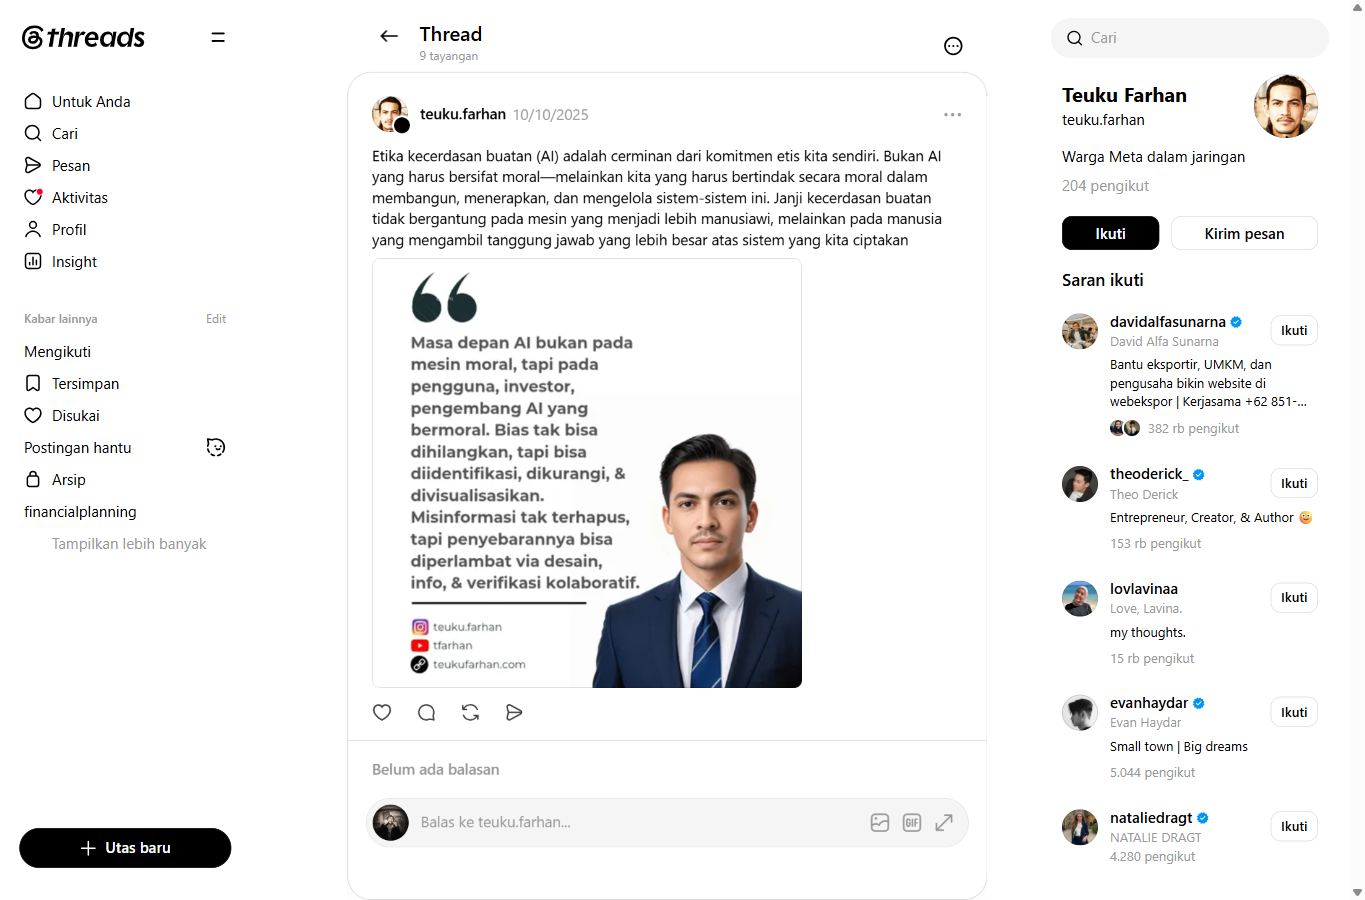 threads
Untuk Anda
Cari
Pesan
Aktivitas
Profil
Insight
Kabar lainnya
Edit
Mengikuti
Tersimpan
Disukai
Postingan hantu
Arsip
financialplanning
Tampilkan lebih banyak
Utas baru
Thread
9 tayangan
teuku.farhan 10/10/2025
Etika kecerdasan buatan (AI) adalah cerminan dari komitmen etis kita sendiri. Bukan AI
yang harus bersifat moral—melainkan kita yang harus bertindak secara moral dalam
membangun, menerapkan, dan mengelola sistem-sistem ini. Janji kecerdasan buatan
tidak bergantung pada mesin yang menjadi lebih manusiawi, melainkan pada manusia
yang mengambil tanggung jawab yang lebih besar atas sistem yang kita ciptakan
Masa depan AI bukan pada
mesin moral, tapi pada
pengguna, investor,
pengembang AI yang
bermoral. Bias tak bisa
dihilangkan, tapi bisa
diidentifikasi, dikurangi, &
divisualisasikan.
Misinformasi tak terhapus,
tapi penyebarannya bisa
diperlambat via desain,
info, & verifikasi kolaboratif.
teuku.farhan
tfarhan
teukufarhan.com
Belum ada balasan
Balas ke teuku.farhan...
GIF
Cari
Teuku Farhan
teuku.farhan
Warga Meta dalam jaringan
204 pengikut
Ikuti
Kirim pesan
Saran ikuti
davidalfasunarna
David Alfa Sunarna
Ikuti
Bantu eksportir, UMKM, dan
pengusaha bikin website di
webekspor | Kerjasama +62 851-...
382 rb pengikut
theoderick_
Theo Derick
Ikuti
Entrepreneur, Creator, & Author 😜
153 rb pengikut
lovlavinaa
Love, Lavina.
Ikuti
my thoughts.
15 rb pengikut
evanhaydar
Evan Haydar
Ikuti
Small town | Big dreams
5.044 pengikut
nataliedragt
NATALIE DRAGT
Ikuti
4.280 pengikut